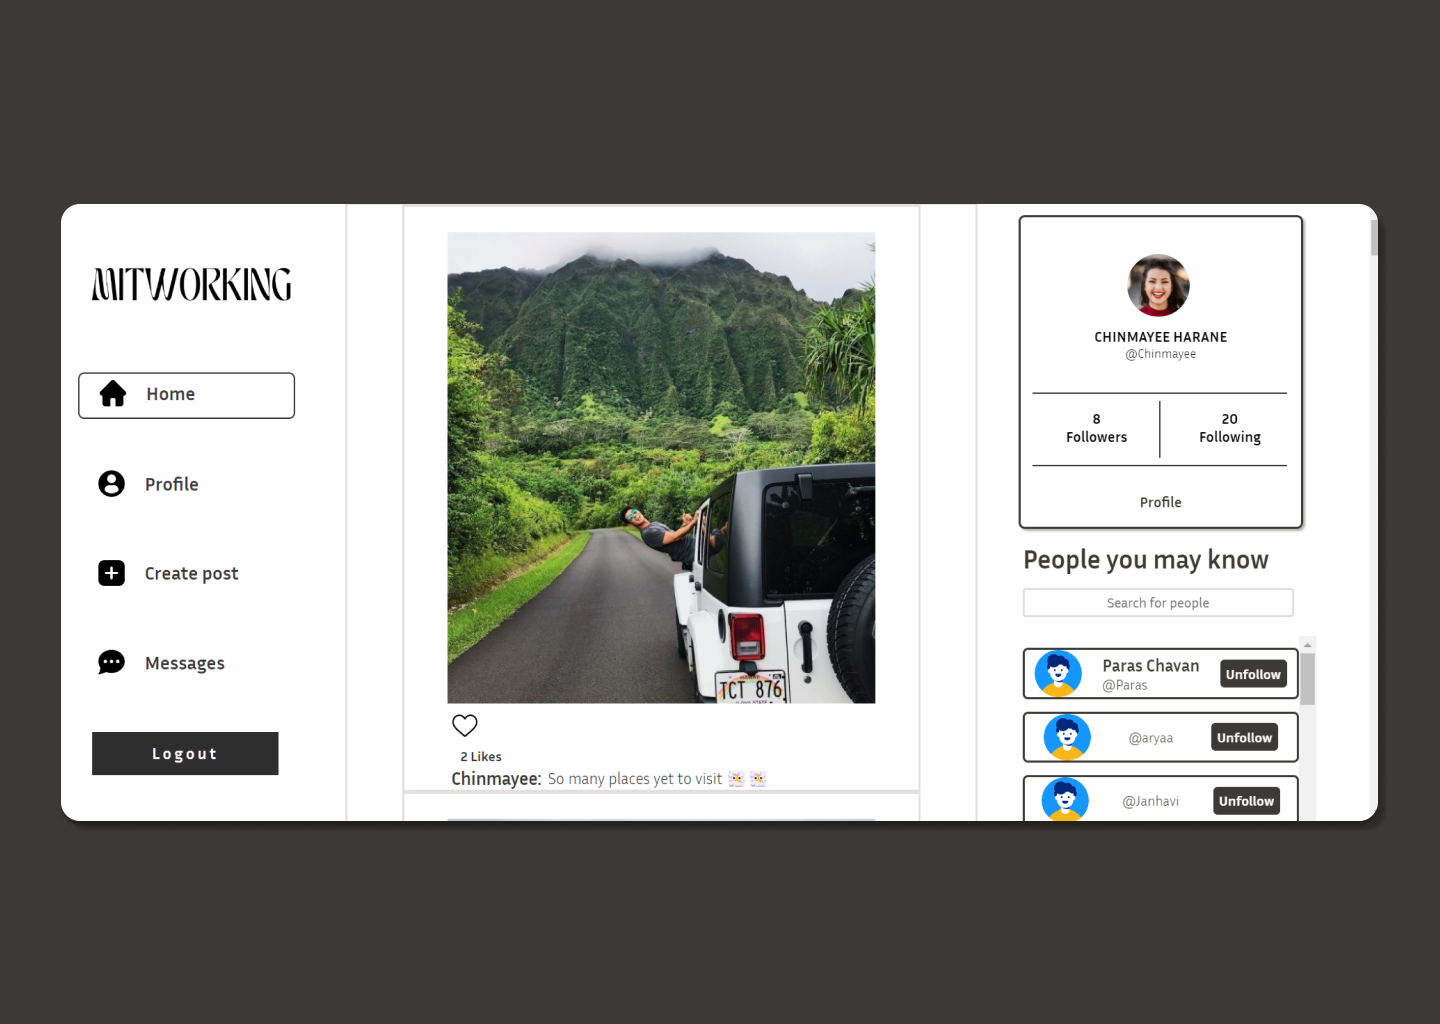 MITWORKING
Home
Profile
Create post
Messages
Logout
TCT 876
2 Likes
Chinmayee: So many places yet to visit
CHINMAYEE HARANE
@Chinmayee
8
Followers
20
Following
Profile
People you may know
Search for people
Paras Chavan
@Paras
Unfollow
@aryaa
Unfollow
@Janhavi
Unfollow